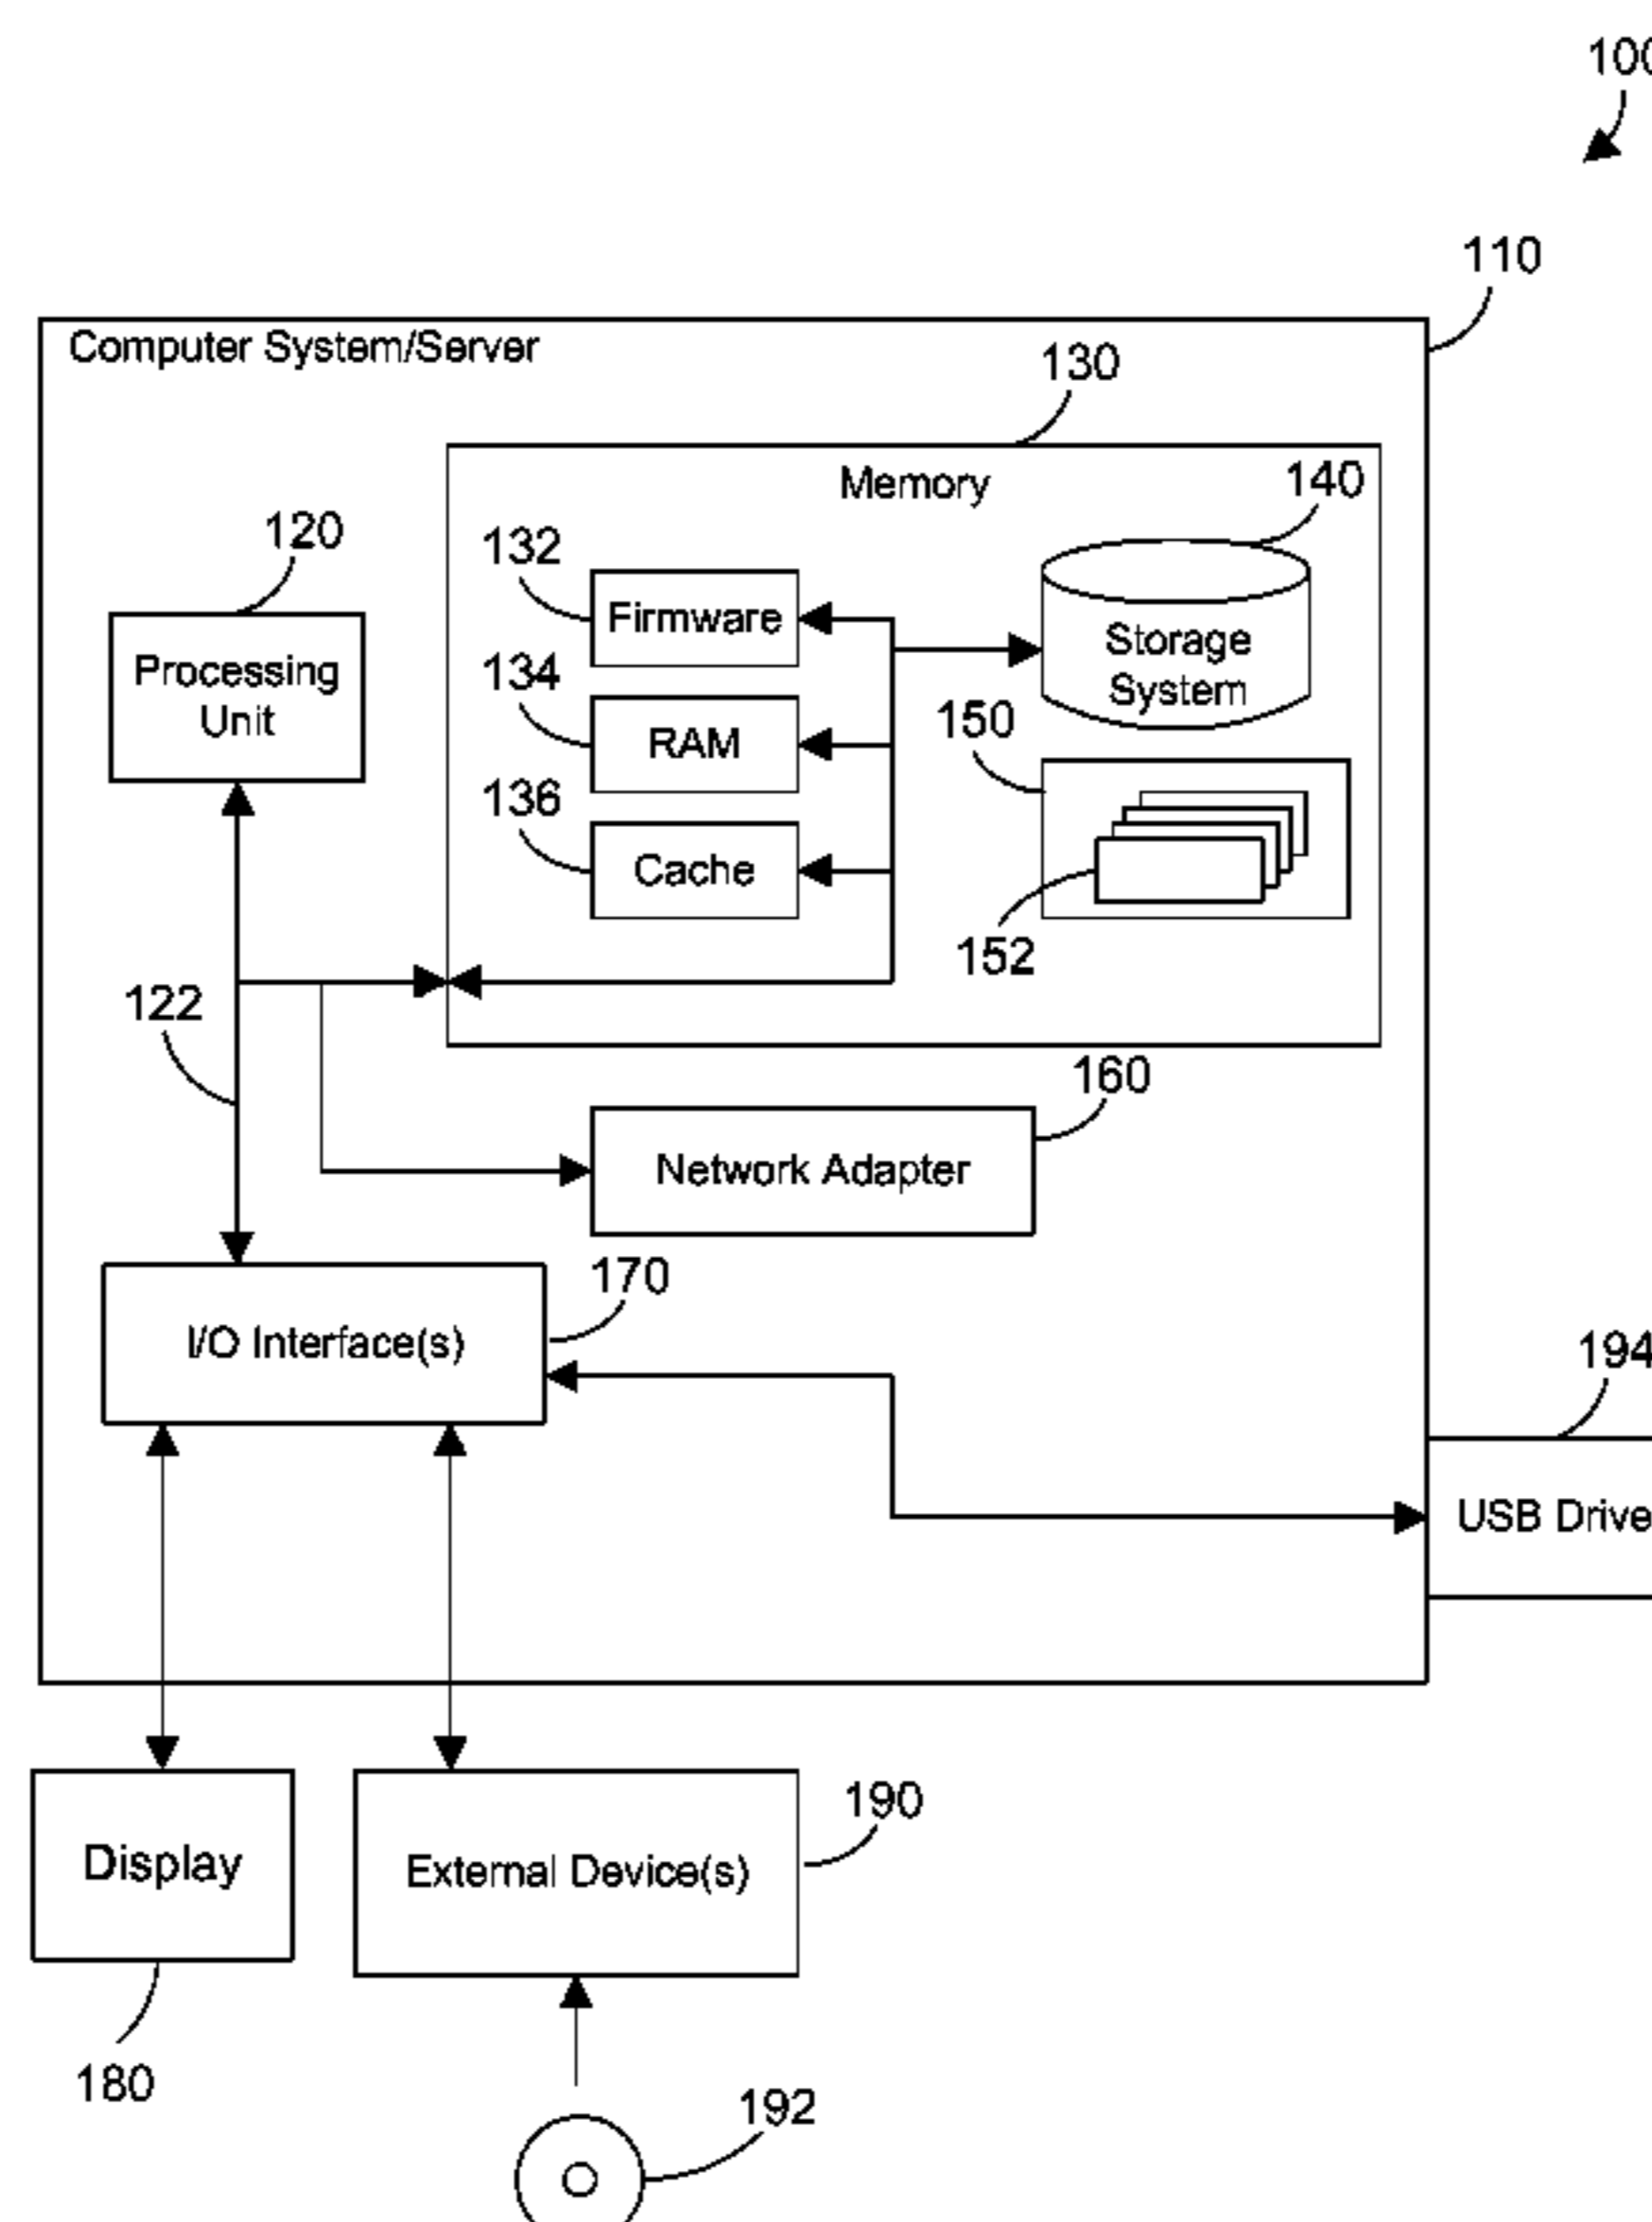 100
110
Computer System/Server
130
Memory
140
120
132
Firmware
Storage
System
Processing
Unit
134
RAM
150
136
Cache
152
122
160
Network Adapter
170
I/O Interface(s)
194
USB Drive
190
Display
External Device(s)
180
192